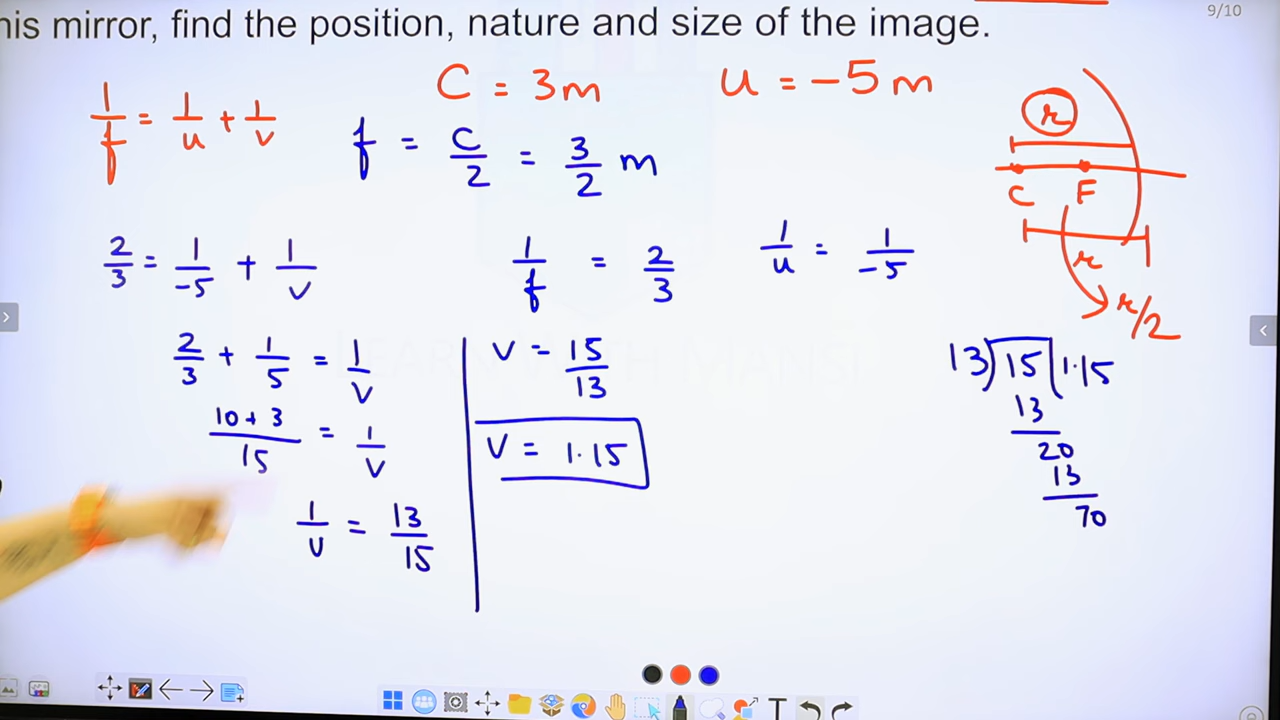 9/10
his mirror, find the position, nature and size of the image.
1/f = 1/u + 1/v
C = 3m
u = -5m
f = C/2 = 3/2 m
r
C F
r
r/2
2/3 = 1/-5 + 1/v
1/f = 2/3
1/u = 1/-5
2/3 + 1/5 = 1/v
10+3/15 = 1/v
1/v = 13/15
v = 15/13
v = 1.15
13)15(1.15
13
20
13
70
T